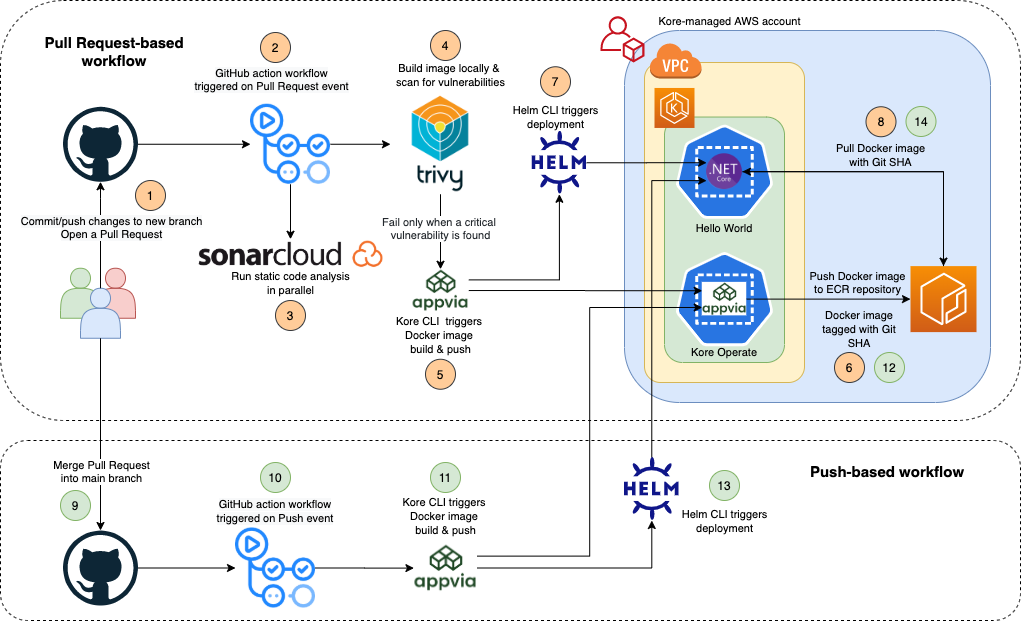 Pull Request-based
workflow
2
GitHub action workflow
triggered on Pull Request event
4
Build image locally &
scan for vulnerabilities
trivy
7
Helm CLI triggers
deployment
HELM
Kore-managed AWS account
VPC
K
.NET
Core
Hello World
8
14
Pull Docker image
with Git SHA
1
Commit/push changes to new branch
Open a Pull Request
sonarcloud
Run static code analysis
in parallel
3
Fail only when a critical
vulnerability is found
appvia
Kore CLI triggers
Docker image
build & push
5
appvia
Kore Operate
Push Docker image
to ECR repository
Docker image
tagged with Git
SHA
6
12
Merge Pull Request
into main branch
9
10
GitHub action workflow
triggered on Push event
11
Kore CLI triggers
Docker image
build & push
appvia
HELM
13
Helm CLI triggers
deployment
Push-based workflow